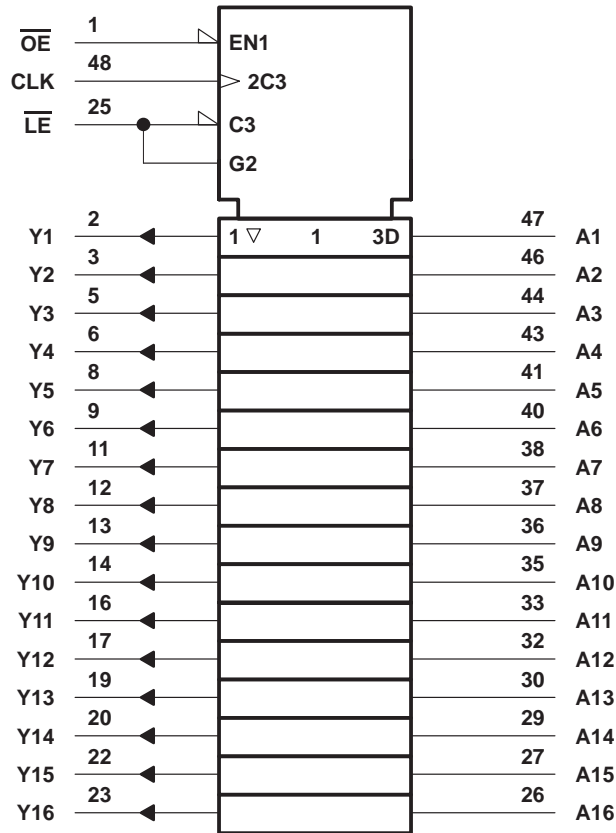 OE 1 EN1
CLK 48 2C3
LE 25 C3
G2
Y1 2 1 ▽ 1 3D 47 A1
Y2 3 46 A2
Y3 5 44 A3
Y4 6 43 A4
Y5 8 41 A5
Y6 9 40 A6
Y7 11 38 A7
Y8 12 37 A8
Y9 13 36 A9
Y10 14 35 A10
Y11 16 33 A11
Y12 17 32 A12
Y13 19 30 A13
Y14 20 29 A14
Y15 22 27 A15
Y16 23 26 A16